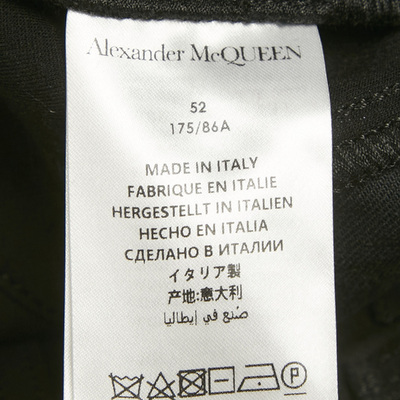 Alexander McQUEEN
52
175/86A
MADE IN ITALY
FABRIQUE EN ITALIE
HERGESTELLT IN ITALIEN
HECHO EN ITALIA
СДЕЛАНО В ИТАЛИИ
イタリア製
产地:意大利
صُنع في إيطاليا
P